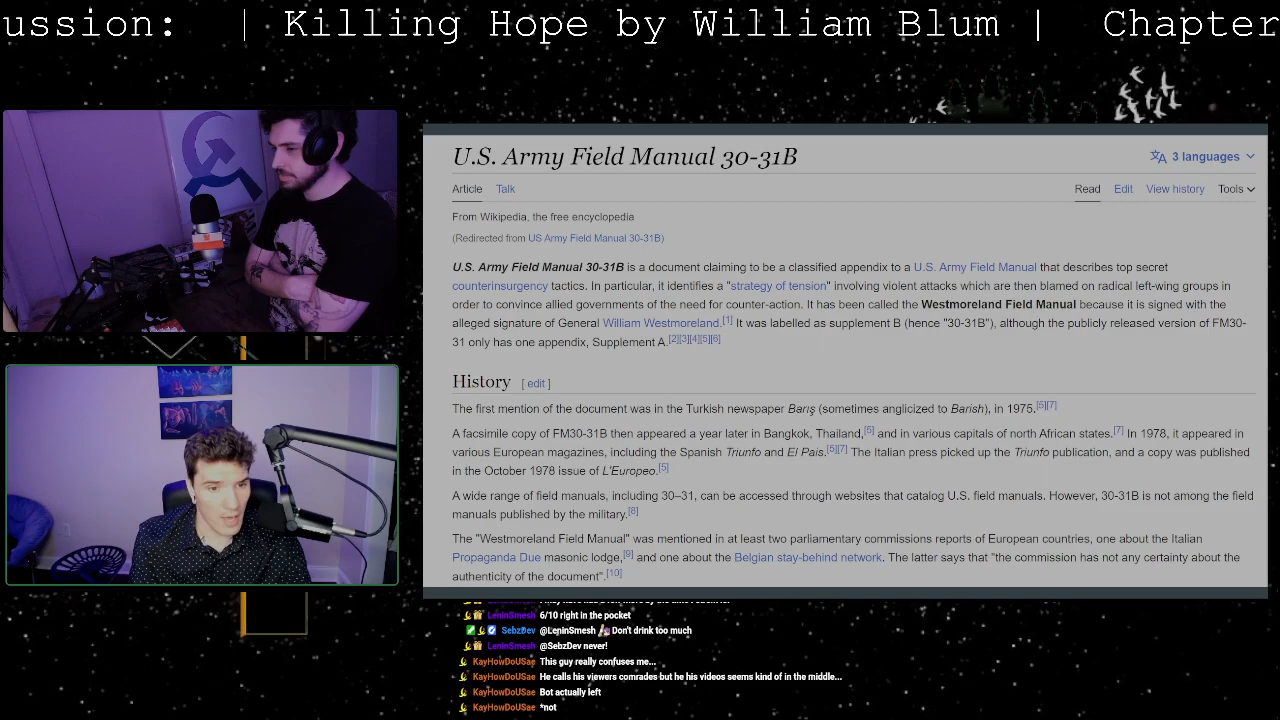 ussion: | Killing Hope by William Blum | Chapter
U.S. Army Field Manual 30-31B
3 languages
Article Talk Read Edit View history Tools
From Wikipedia, the free encyclopedia
(Redirected from US Army Field Manual 30-31B)
U.S. Army Field Manual 30-31B is a document claiming to be a classified appendix to a U.S. Army Field Manual that describes top secret
counterinsurgency tactics. In particular, it identifies a "strategy of tension" involving violent attacks which are then blamed on radical left-wing groups in
order to convince allied governments of the need for counter-action. It has been called the Westmoreland Field Manual because it is signed with the
alleged signature of General William Westmoreland.[1] It was labelled as supplement B (hence "30-31B"), although the publicly released version of FM30-
31 only has one appendix, Supplement A.[2][3][4][5][6]
History [ edit ]
The first mention of the document was in the Turkish newspaper Barış (sometimes anglicized to Barish), in 1975.[6][7]
A facsimile copy of FM30-31B then appeared a year later in Bangkok, Thailand,[5] and in various capitals of north African states.[7] In 1978, it appeared in
various European magazines, including the Spanish Triunfo and El Pais.[5][7] The Italian press picked up the Triunfo publication, and a copy was published
in the October 1978 issue of L'Europeo.[5]
A wide range of field manuals, including 30–31, can be accessed through websites that catalog U.S. field manuals. However, 30-31B is not among the field
manuals published by the military.[8]
The "Westmoreland Field Manual" was mentioned in at least two parliamentary commissions reports of European countries, one about the Italian
Propaganda Due masonic lodge,[9] and one about the Belgian stay-behind network. The latter says that "the commission has not any certainty about the
authenticity of the document".[10]
LeninSmesh 6/10 right in the pocket
SebzDev @LeninSmesh Don't drink too much
LeninSmesh @SebzDev never!
KayHowDoUSae This guy really confuses me...
KayHowDoUSae He calls his viewers comrades but he his videos seems kind of in the middle...
KayHowDoUSae Bot actually left
KayHowDoUSae *not